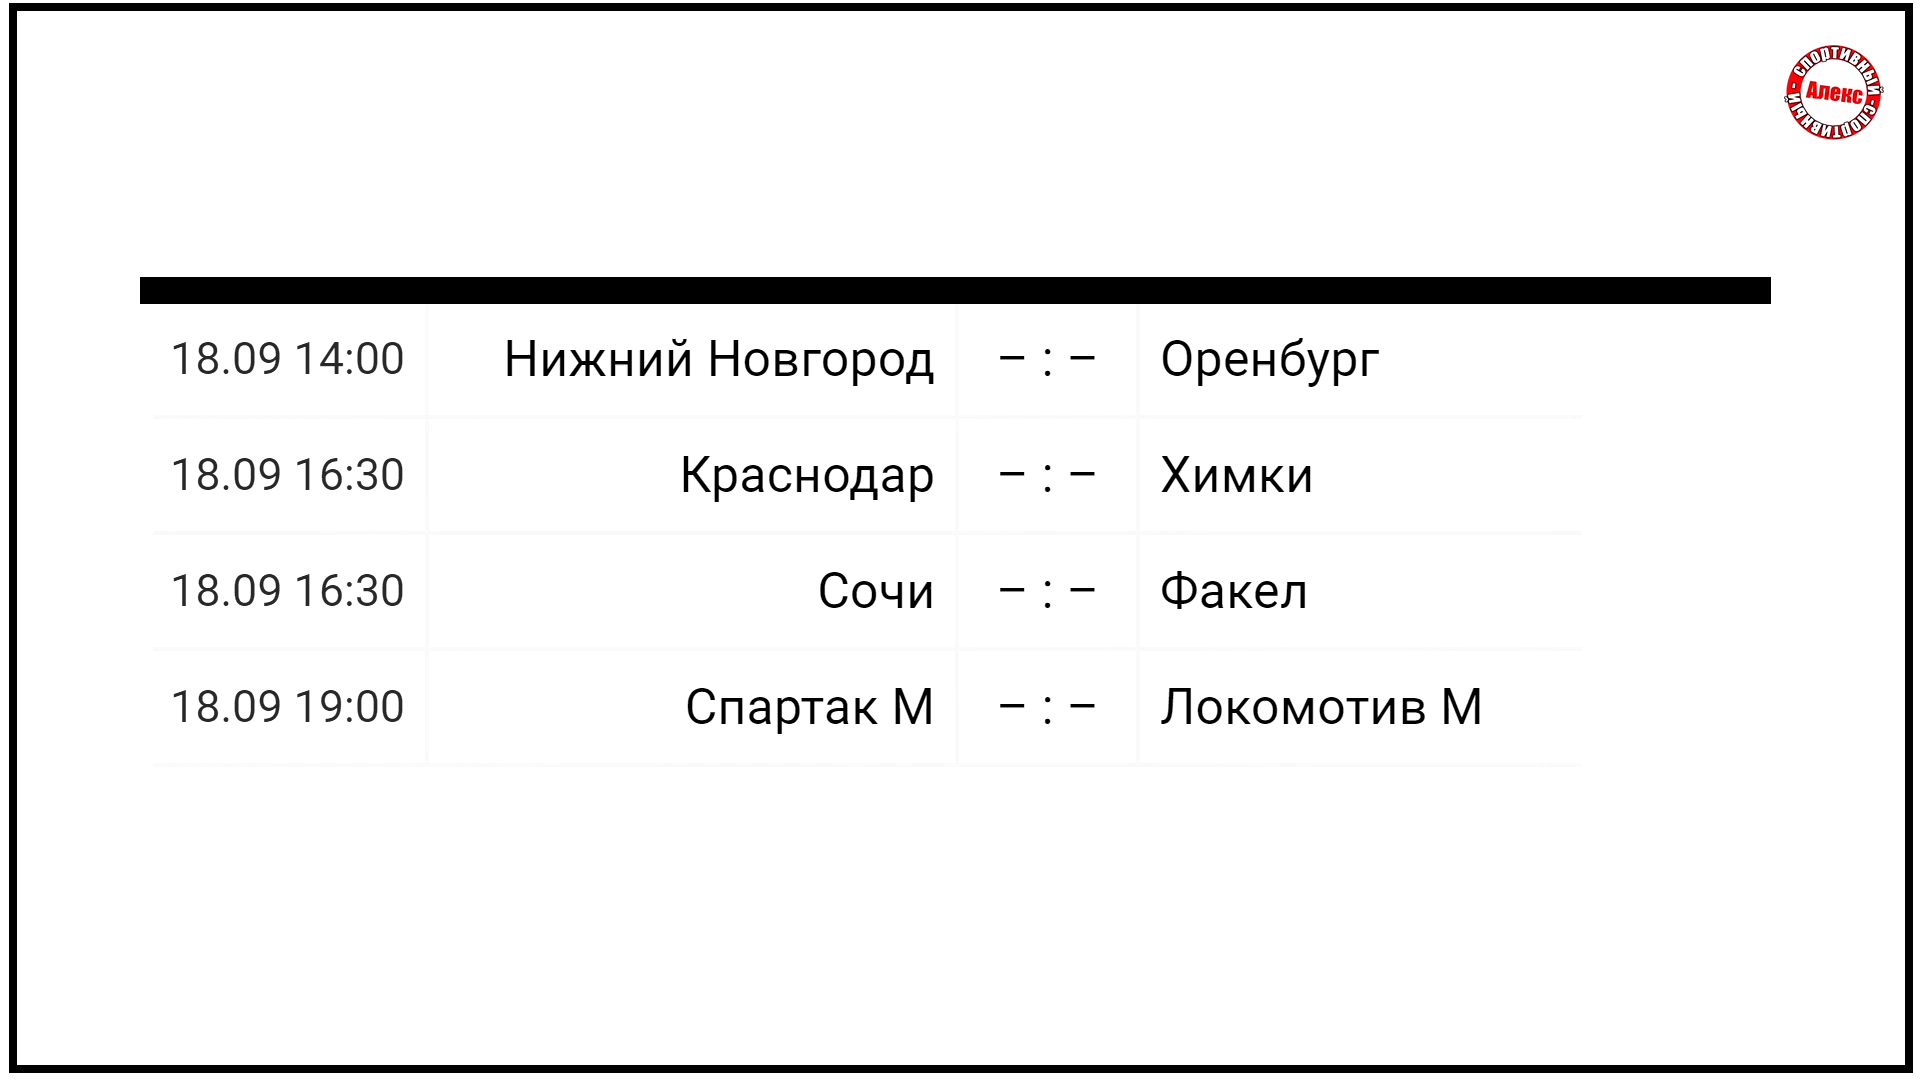 СПОРТИВНЫЙ - СПОРТИВНЫЙ -
Алекс
18.09 14:00 Нижний Новгород – : – Оренбург
18.09 16:30 Краснодар – : – Химки
18.09 16:30 Сочи – : – Факел
18.09 19:00 Спартак М – : – Локомотив М